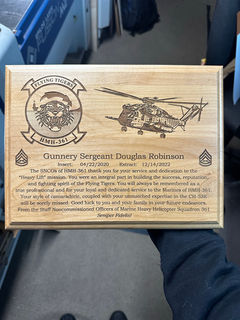 FLYING TIGERS
HMH-361
Gunnery Sergeant Douglas Robinson
Insert: 04/22/2020 Extract: 12/14/2022
The SNCOs of HMH-361 thank you for your service and dedication to the
"Heavy Lift" mission. You were an integral part in building the success, reputation,
and fighting spirit of the Flying Tigers. You will always be remembered as a
true professional and for your loyal and dedicated service to the Marines of HMH-361.
Your style of camaraderie, coupled with your unmatched expertise in the CH-53E
will be sorely missed. Good luck to you and your family in your future endeavors.
From the Staff Noncommissioned Officers of Marine Heavy Helicopter Squadron 361
Semper Fidelis!